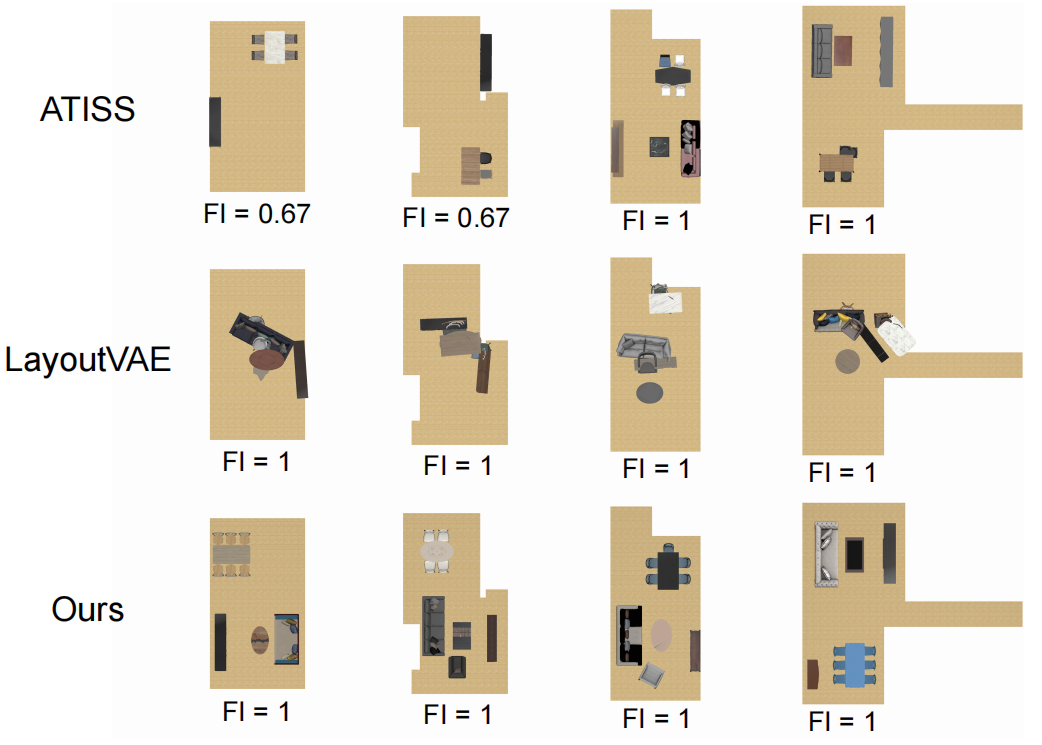 ATISS
FI = 0.67
FI = 0.67
FI = 1
FI = 1
LayoutVAE
FI = 1
FI = 1
FI = 1
FI = 1
Ours
FI = 1
FI = 1
FI = 1
FI = 1